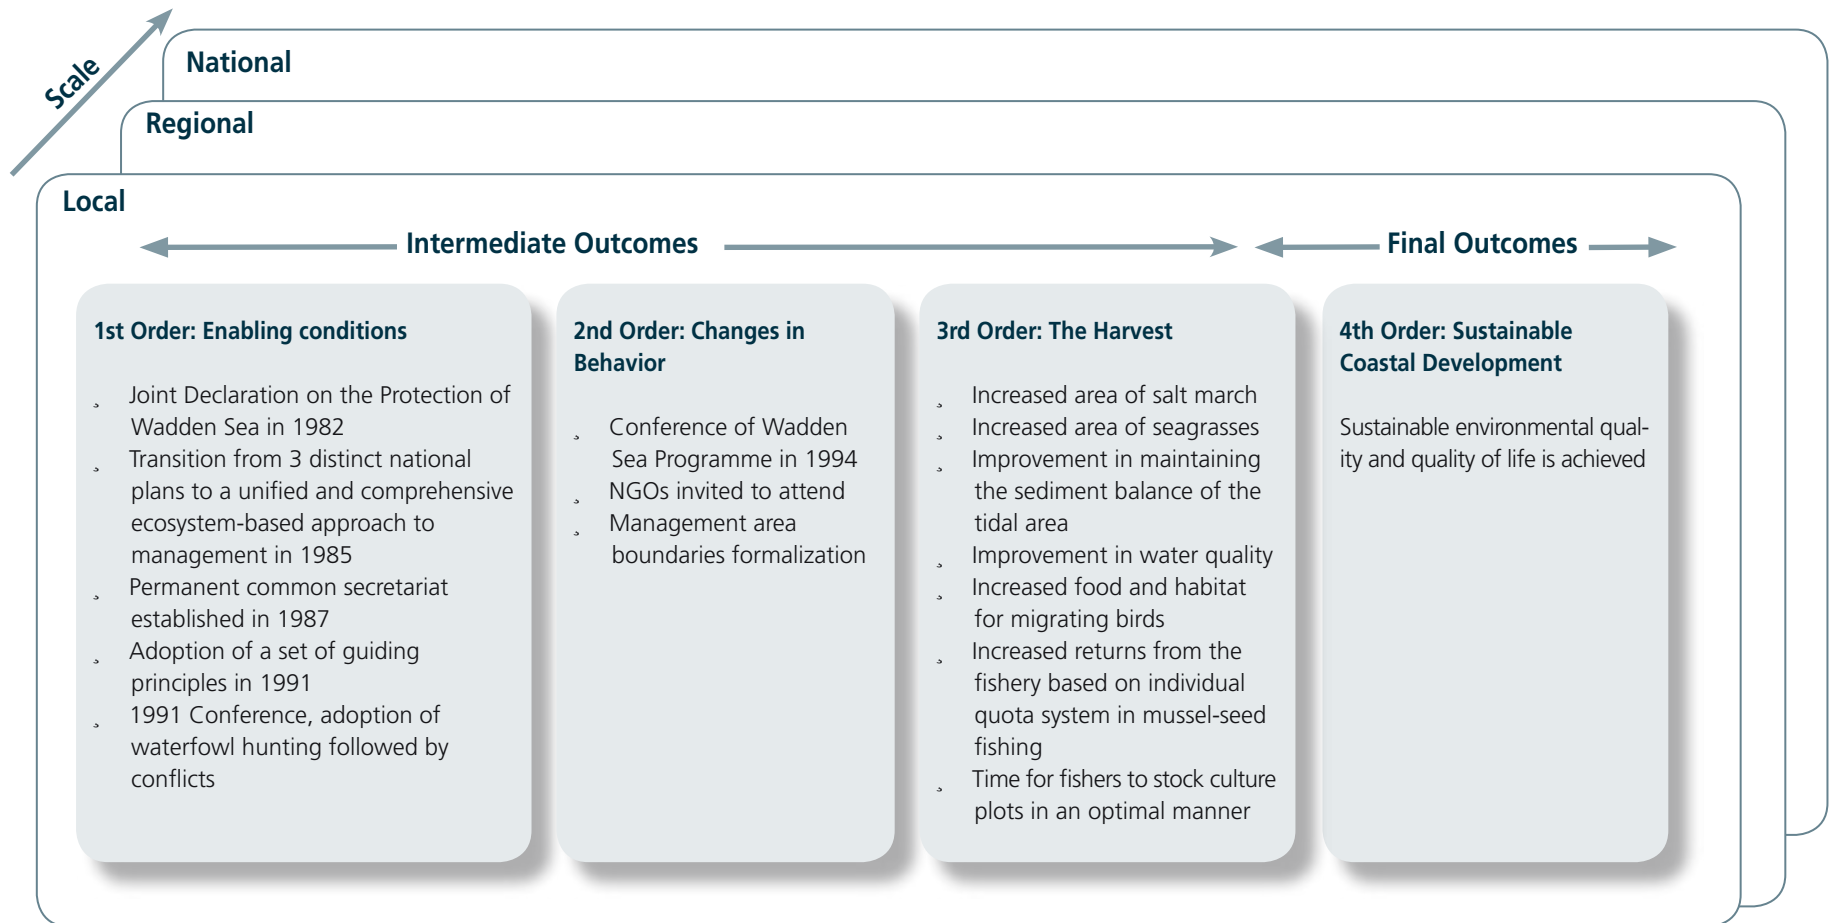 Scale
National
Regional
Local
Intermediate Outcomes
Final Outcomes
1st Order: Enabling conditions
Joint Declaration on the Protection of
Wadden Sea in 1982
Transition from 3 distinct national
plans to a unified and comprehensive
ecosystem-based approach to
management in 1985
Permanent common secretariat
established in 1987
Adoption of a set of guiding
principles in 1991
1991 Conference, adoption of
waterfowl hunting followed by
conflicts
2nd Order: Changes in
Behavior
Conference of Wadden
Sea Programme in 1994
NGOs invited to attend
Management area
boundaries formalization
3rd Order: The Harvest
Increased area of salt march
Increased area of seagrasses
Improvement in maintaining
the sediment balance of the
tidal area
Improvement in water quality
Increased food and habitat
for migrating birds
Increased returns from the
fishery based on individual
quota system in mussel-seed
fishing
Time for fishers to stock culture
plots in an optimal manner
4th Order: Sustainable
Coastal Development
Sustainable environmental qual-
ity and quality of life is achieved